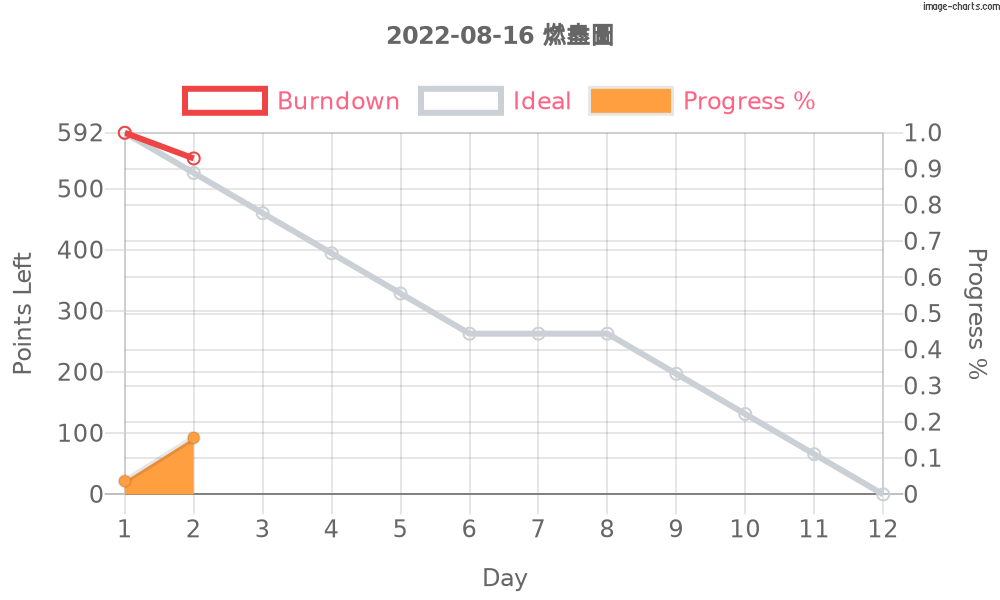 image-charts.com
2022-08-16 燃盡圖
Burndown Ideal Progress %
592 1.0
0.9
500
0.8
0.7
400
0.6
300 0.5
0.4
200
0.3
0.2
100
0.1
0 0
Points Left
Progress %
1 2 3 4 5 6 7 8 9 10 11 12
Day